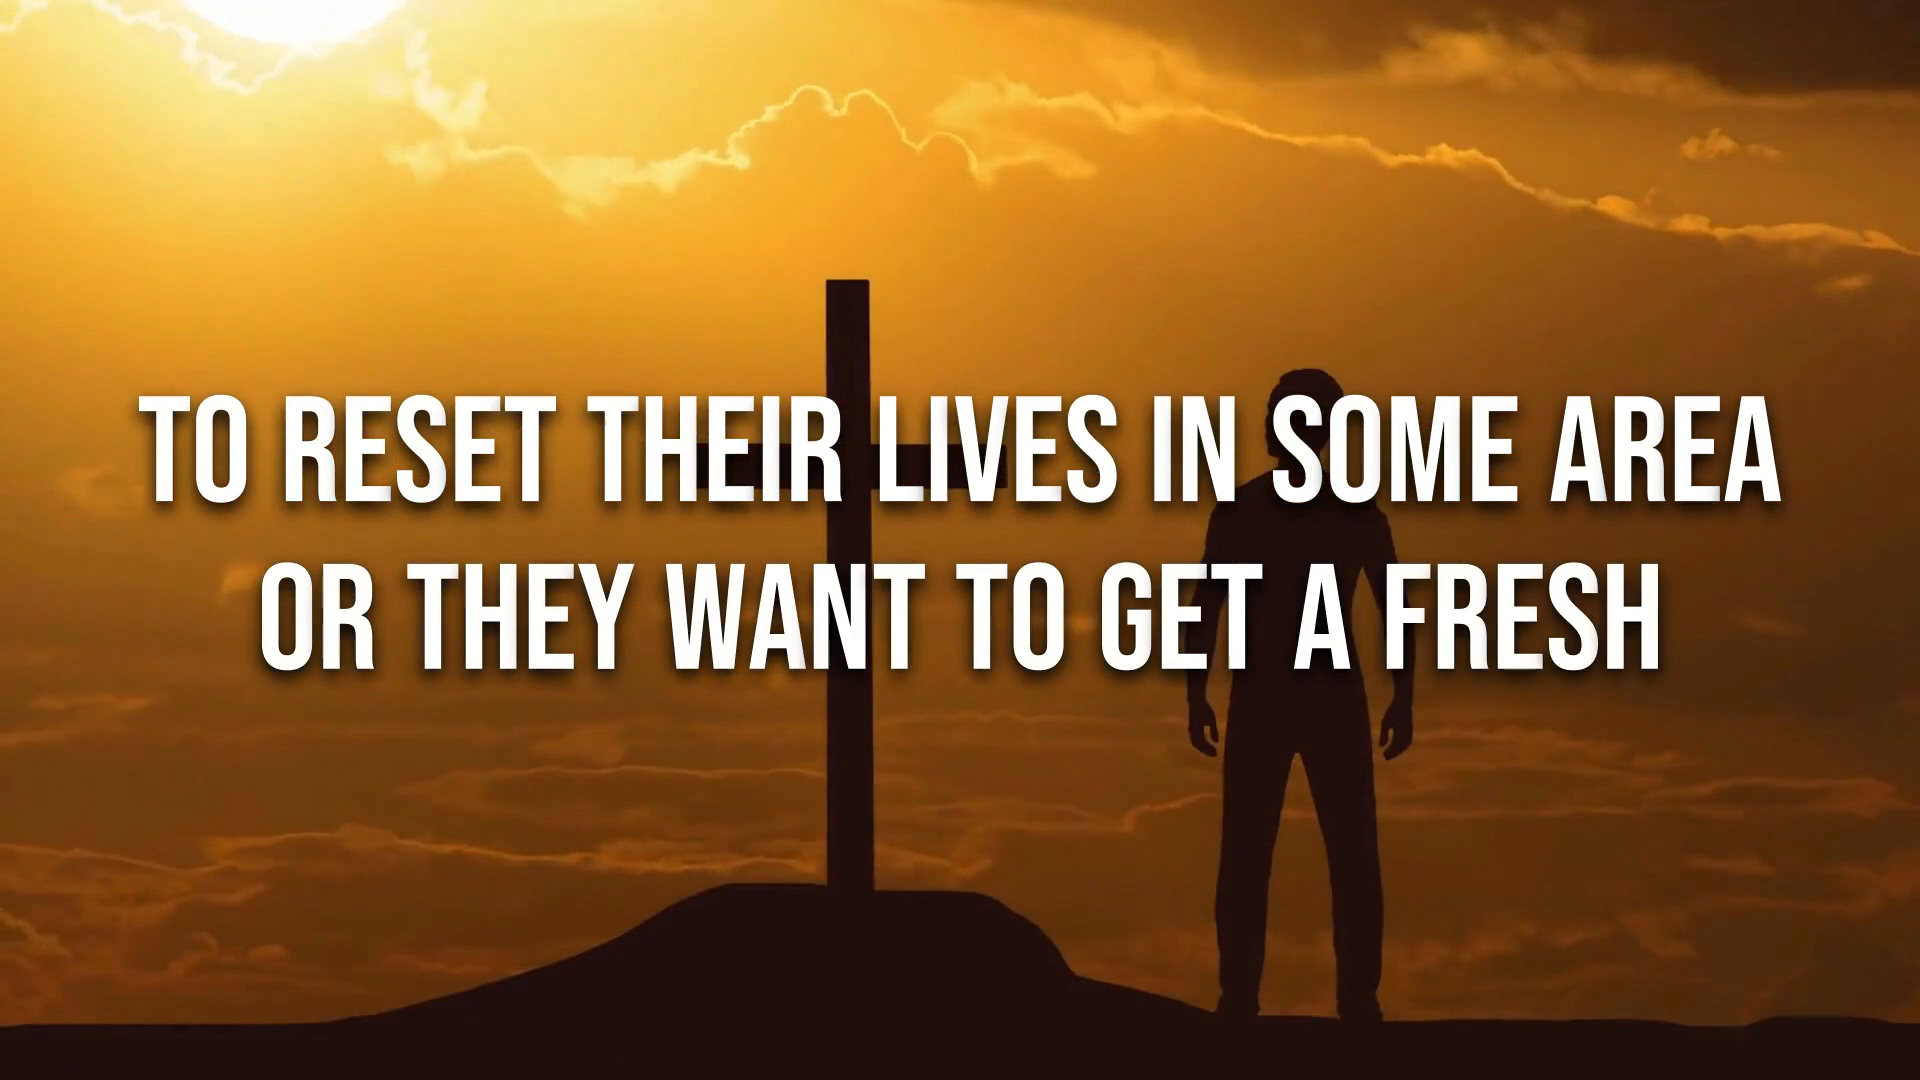 TO RESET THEIR LIVES IN SOME AREA
OR THEY WANT TO GET A FRESH